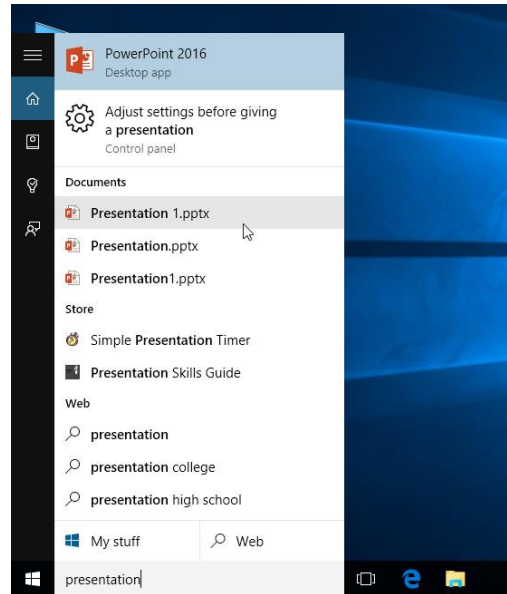 PowerPoint 2016
Desktop app
Adjust settings before giving
a presentation
Control panel
Documents
Presentation 1.pptx
Presentation.pptx
Presentation1.pptx
Store
Simple Presentation Timer
Presentation Skills Guide
Web
presentation
presentation college
presentation high school
My stuff
Web
presentation